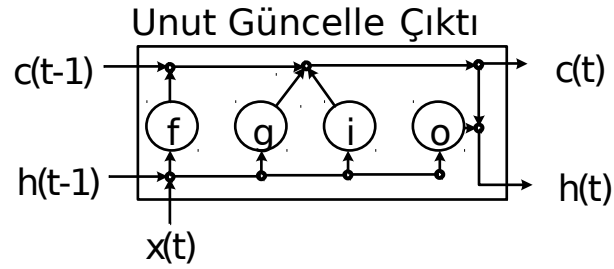 Unut Güncelle Çıktı
c(t-1)
c(t)
f
g
i
o
h(t-1)
h(t)
x(t)